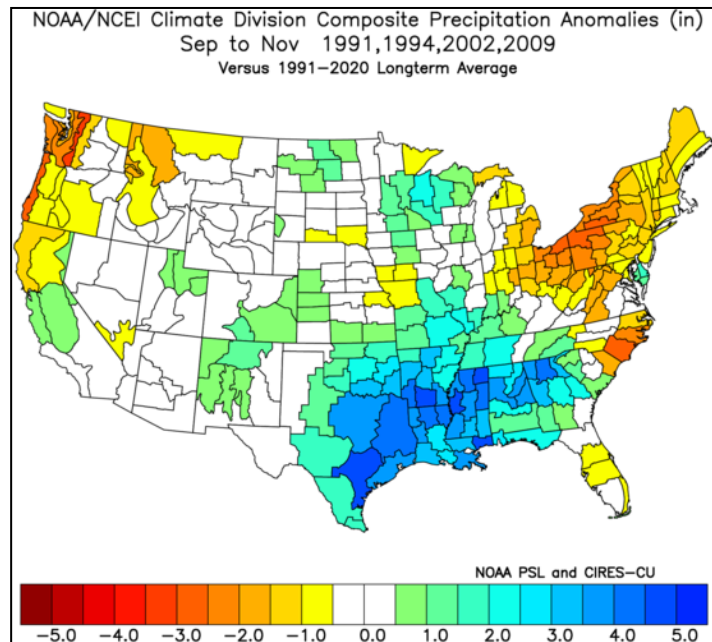 NOAA/NCEI Climate Division Composite Precipitation Anomalies (in)
Sep to Nov 1991,1994,2002,2009
Versus 1991-2020 Longterm Average
NOAA PSL and CIRES-CU
-5.0 -4.0 -3.0 -2.0 -1.0 0.0 1.0 2.0 3.0 4.0 5.0